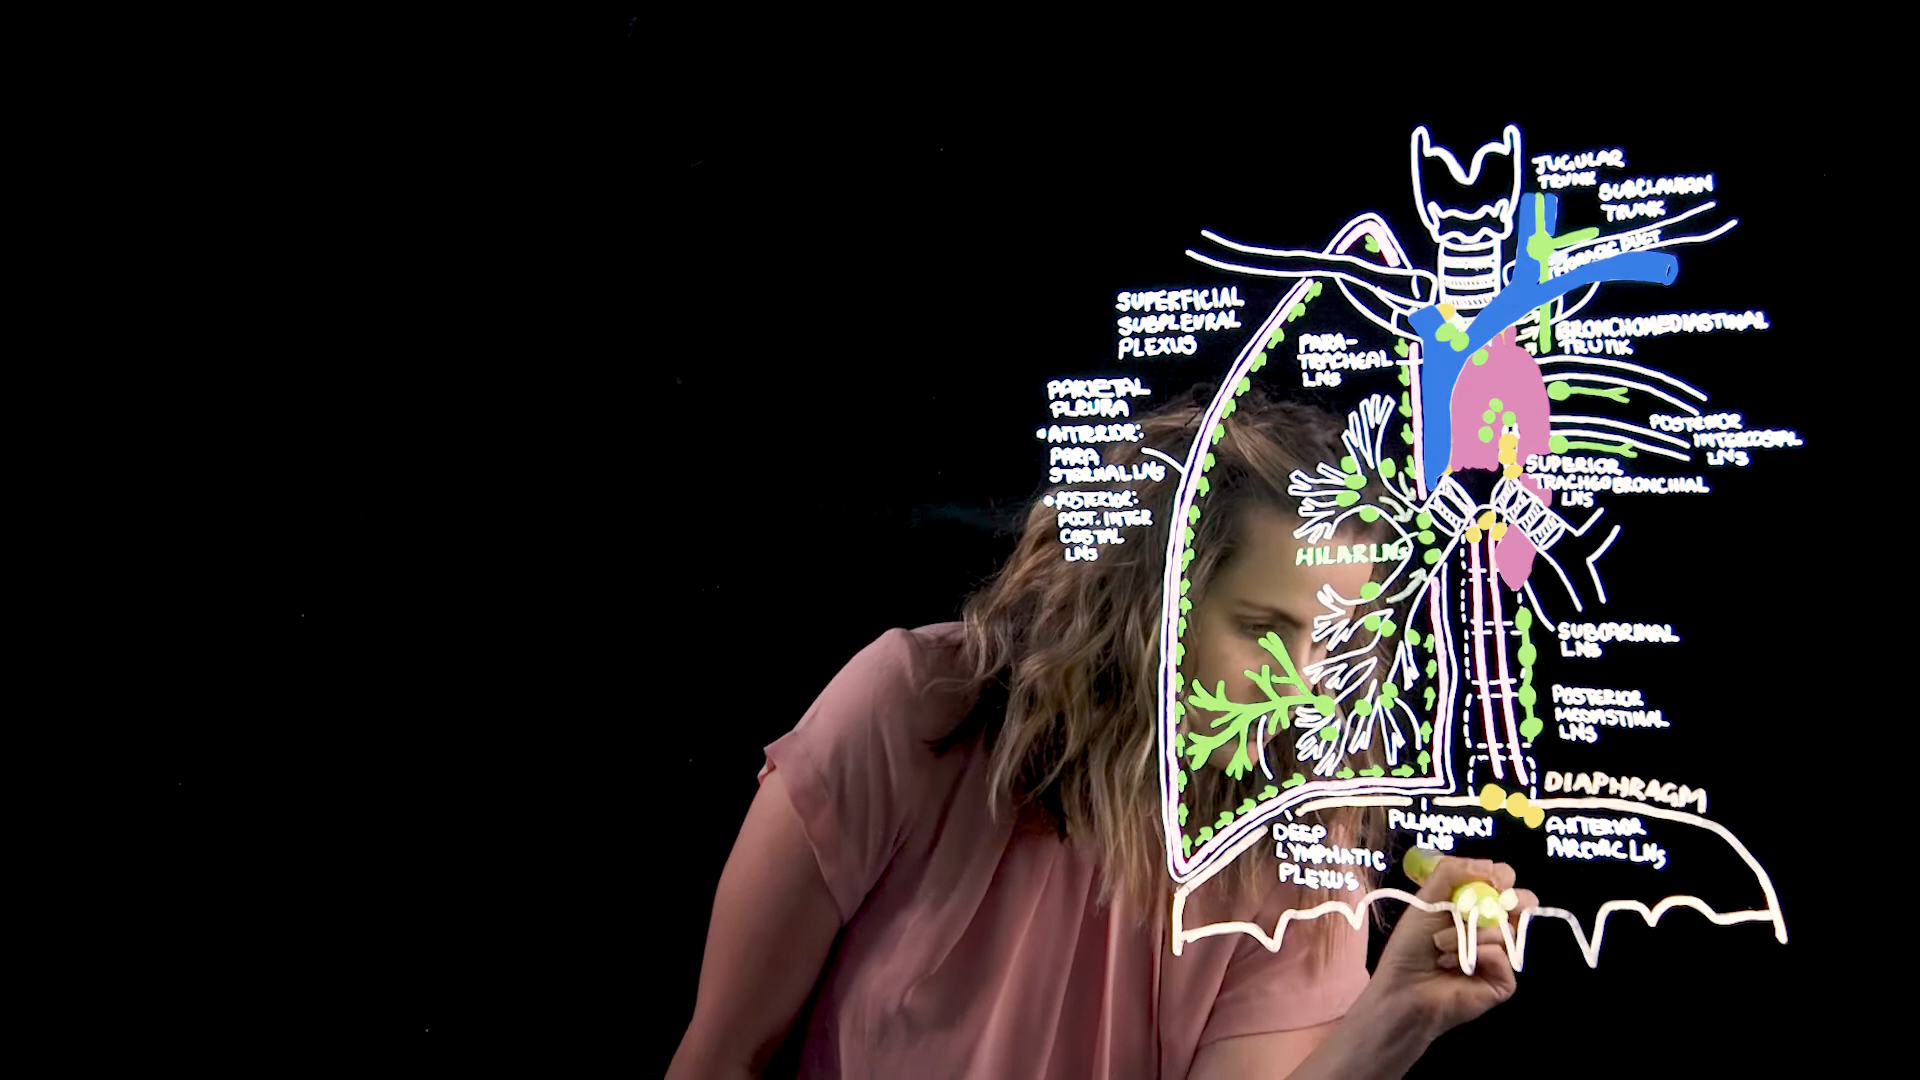 JUGULAR
TRUNK
SUBCLAVIAN
TRUNK
DUCT
SUPERFICIAL
SUBPLEURAL
PLEXUS
BRONCHOMEDIASTINAL
TRUNK
PARA-
TRACHEAL
LNS
PARIETAL
PLEURA
• ANTERIOR:
PARA
STERNAL LNS
• POSTERIOR:
POST. INTER
COSTAL
LNS
POSTERIOR
INTERCOSTAL
LNS
SUPERIOR
TRACHEOBRONCHIAL
LNS
HILAR LNS
SUBCARINAL
LNS
POSTERIOR
MEDIASTINAL
LNS
DIAPHRAGM
DEEP
LYMPHATIC
PLEXUS
PULMONARY
LNS
ANTERIOR
PHRENIC LNS